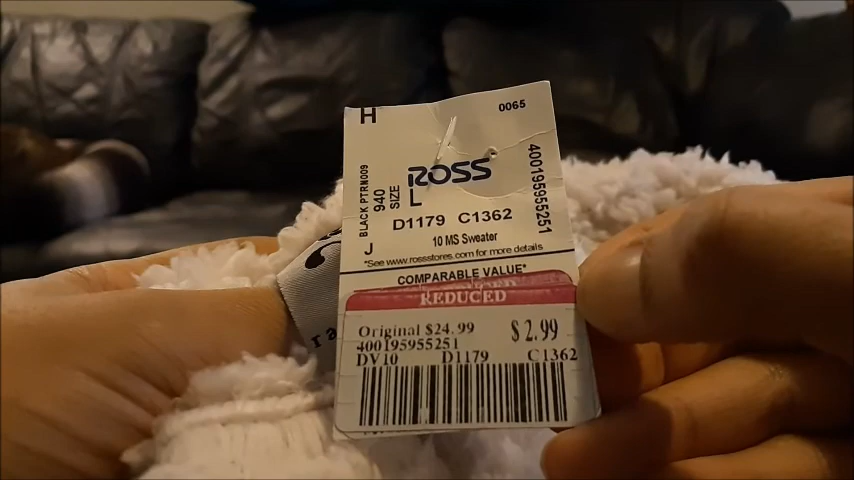 H 0065
ROSS
BLACK PTRN009
940
SIZE
L
400195955251
D1179 C1362
J
10 MS Sweater
*See www.rossstores.com for more details
COMPARABLE VALUE*
REDUCED
Original $24.99 $2.99
400195955251
DV10 D1179 C1362